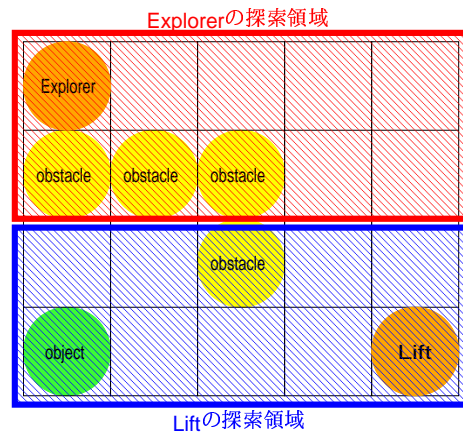 Explorerの探索領域
Explorer
obstacle obstacle obstacle
obstacle
object Lift
Liftの探索領域